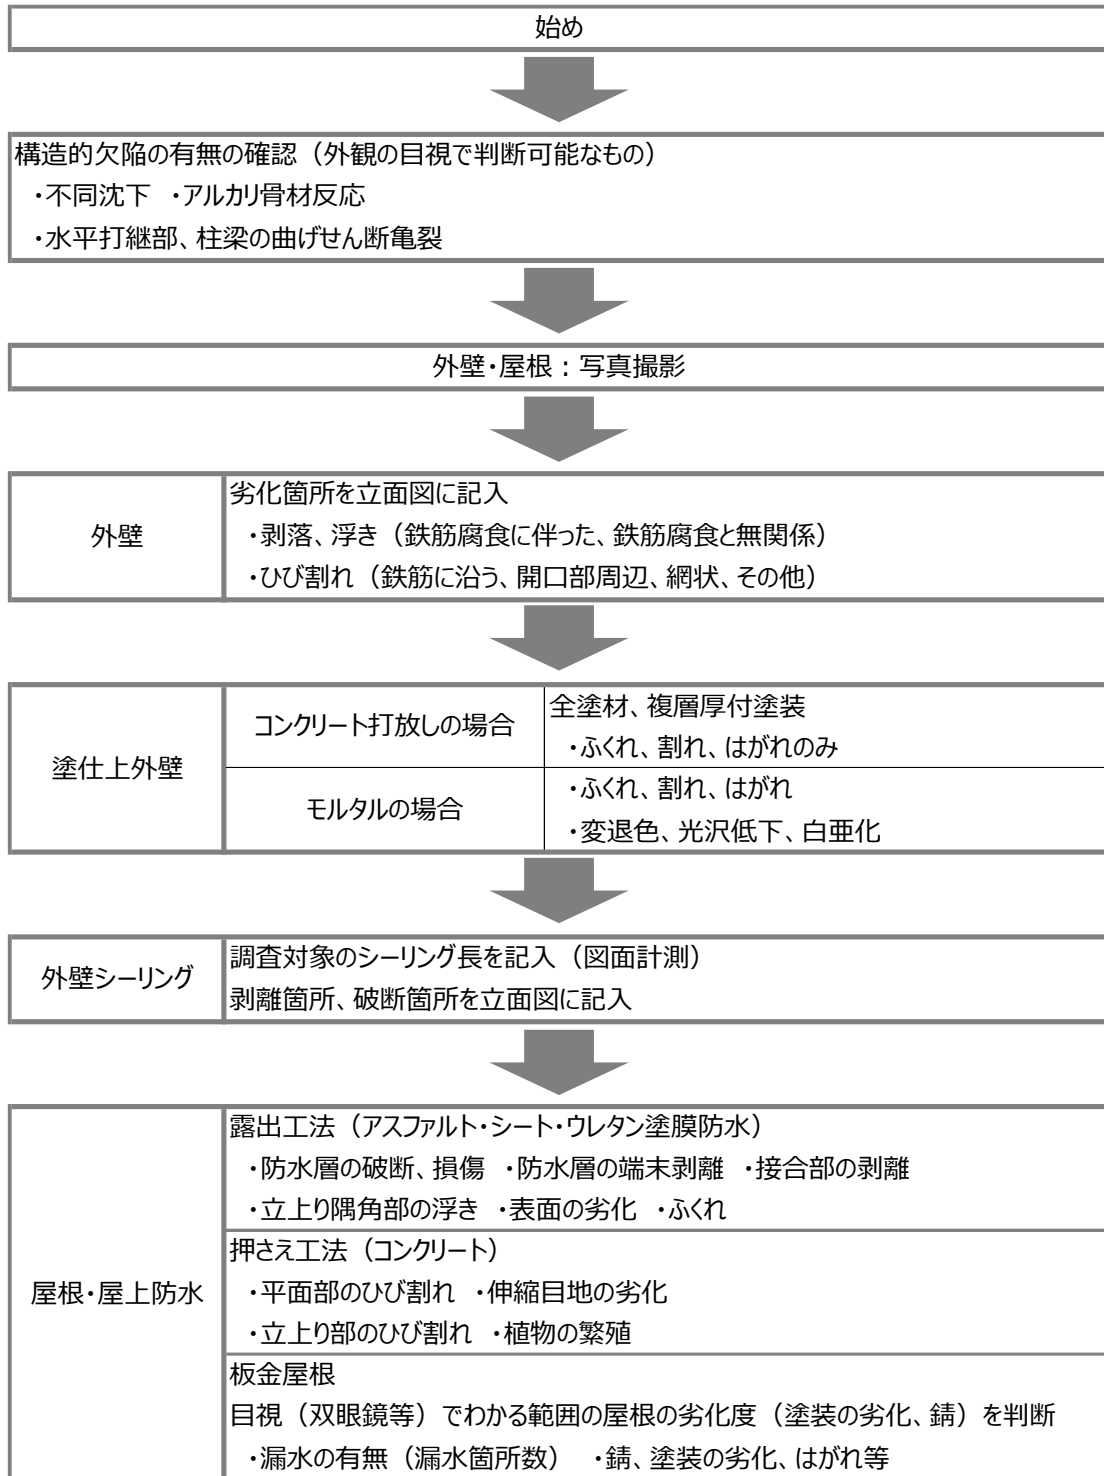 始め
構造的欠陥の有無の確認（外観の目視で判断可能なもの）
・不同沈下　・アルカリ骨材反応
・水平打継部、柱梁の曲げせん断亀裂
外壁・屋根：写真撮影
外壁
劣化箇所を立面図に記入
・剥落、浮き（鉄筋腐食に伴った、鉄筋腐食と無関係）
・ひび割れ（鉄筋に沿う、開口部周辺、網状、その他）
塗仕上外壁
コンクリート打放しの場合
全塗材、複層厚付塗装
・ふくれ、割れ、はがれのみ
モルタルの場合
・ふくれ、割れ、はがれ
・変退色、光沢低下、白亜化
外壁シーリング
調査対象のシーリング長を記入（図面計測）
剥離箇所、破断箇所を立面図に記入
屋根・屋上防水
露出工法（アスファルト・シート・ウレタン塗膜防水）
・防水層の破断、損傷　・防水層の端末剥離　・接合部の剥離
・立上り隅角部の浮き　・表面の劣化　・ふくれ
押さえ工法（コンクリート）
・平面部のひび割れ　・伸縮目地の劣化
・立上り部のひび割れ　・植物の繁殖
板金屋根
目視（双眼鏡等）でわかる範囲の屋根の劣化度（塗装の劣化、錆）を判断
・漏水の有無（漏水箇所数）　・錆、塗装の劣化、はがれ等